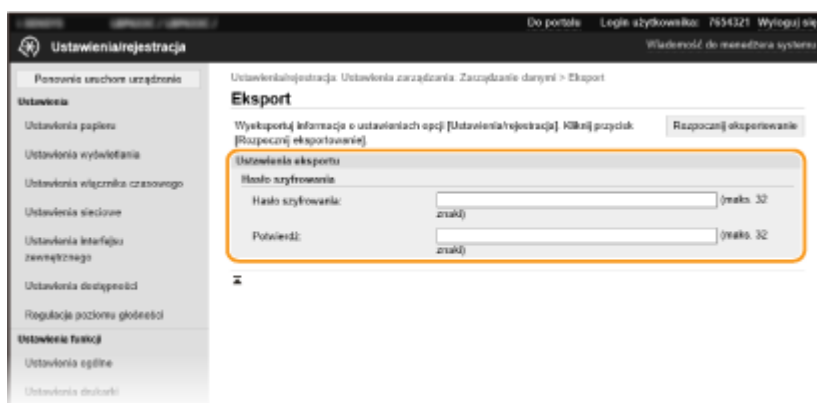 Do portalu Login użytkownika: 7654321 Wyloguj się
Ustawienia/rejestracja
Wiadomość do menedżera systemu
Ponownie uruchom urządzenie
Ustawienia
Ustawienia papieru
Ustawienia wyświetlania
Ustawienia włącznika czasowego
Ustawienia sieciowe
Ustawienia interfejsu
zewnętrznego
Ustawienia dostępności
Regulacja poziomu głośności
Ustawienia funkcji
Ustawienia ogólne
Ustawienia drukarki
Ustawienia/rejestracja: Ustawienia zarządzania: Zarządzanie danymi > Eksport
Eksport
Wyeksportuj informacje o ustawieniach opcji [Ustawienia/rejestracja]. Kliknij przycisk
[Rozpocznij eksportowanie].
Rozpocznij eksportowanie
Ustawienia eksportu
Hasło szyfrowania
Hasło szyfrowania: (maks. 32
znaki)
Potwierdź: (maks. 32
znaki)